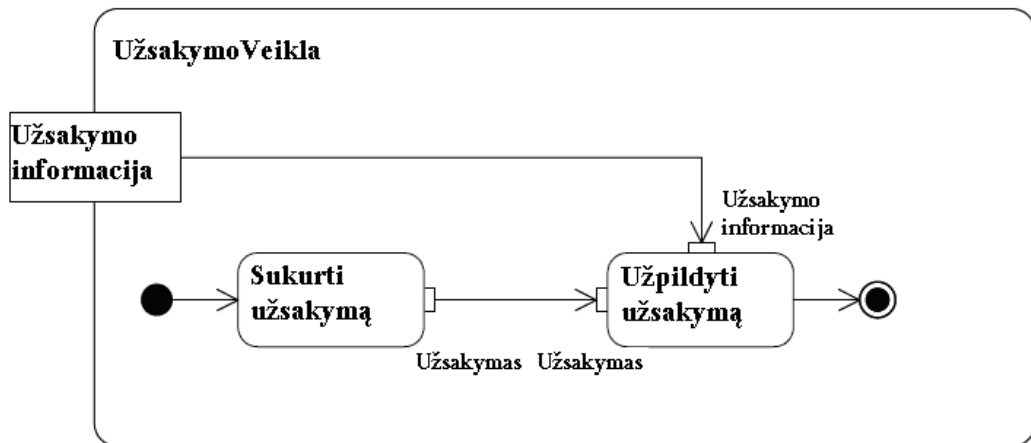 UžsakymoVeikla
Užsakymo
informacija
Užsakymo
informacija
Sukurti
užsakymą
Užpildyti
užsakymą
Užsakymas Užsakymas